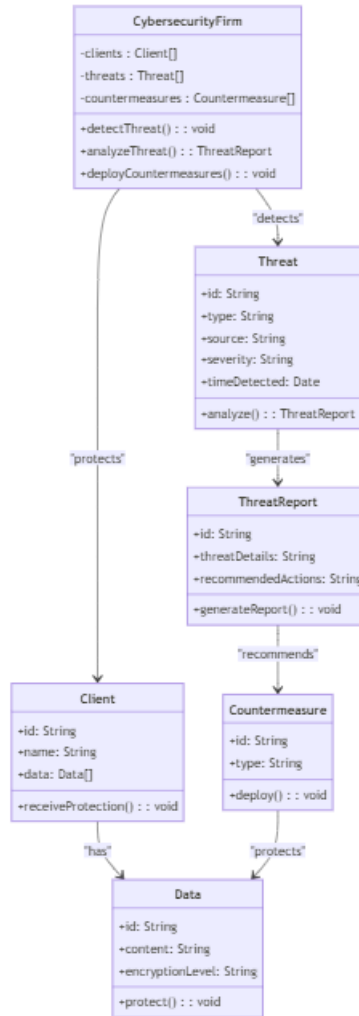 CybersecurityFirm
-clients : Client[]
-threats : Threat[]
-countermeasures : Countermeasure[]
+detectThreat() : : void
+analyzeThreat() : : ThreatReport
+deployCountermeasures() : : void
"detects"
Threat
+id: String
+type: String
+source: String
+severity: String
+timeDetected: Date
+analyze() : : ThreatReport
"protects"
"generates"
ThreatReport
+id: String
+threatDetails: String
+recommendedActions: String
+generateReport() : : void
"recommends"
Client
+id: String
+name: String
+data: Data[]
+receiveProtection() : : void
Countermeasure
+id: String
+type: String
+deploy() : : void
"has"
"protects"
Data
+id: String
+content: String
+encryptionLevel: String
+protect() : : void